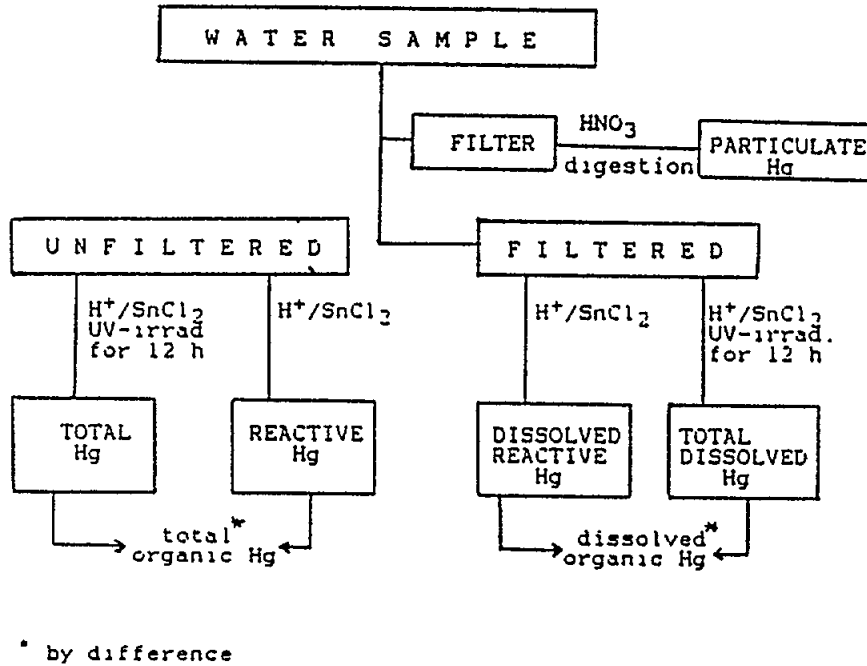 WATER SAMPLE
FILTER
HNO3
digestion
PARTICULATE
Hg
UNFILTERED
FILTERED
H+/SnCl2
UV-irrad
for 12 h
H+/SnCl2
H+/SnCl2
H+/SnCl2
UV-irrad.
for 12 h
TOTAL
Hg
REACTIVE
Hg
DISSOLVED
REACTIVE
Hg
TOTAL
DISSOLVED
Hg
total*
organic Hg
dissolved*
organic Hg
* by difference